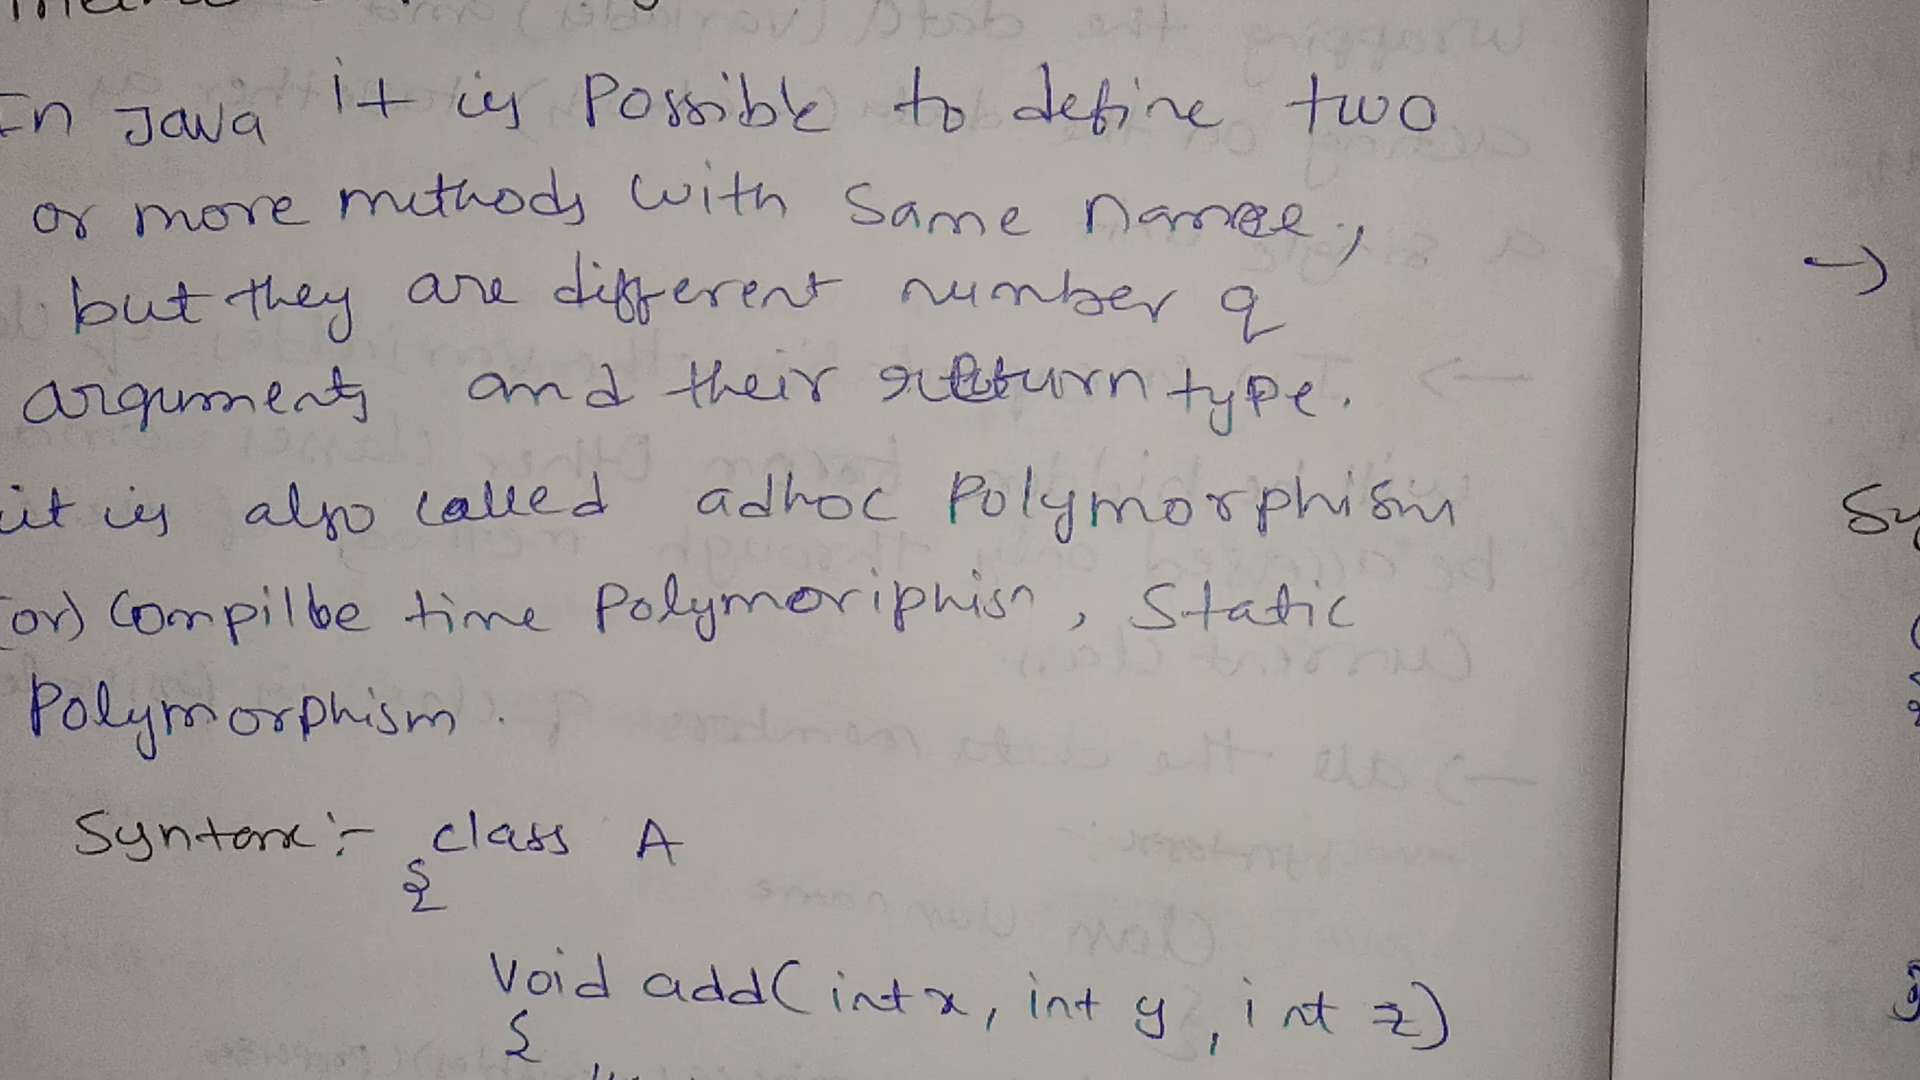 In Java it is Possible to define two
or more methods with Same name,
but they are different number of
arguments and their return type.
it is also called adhoc Polymorphism
(or) Compilbe time Polymoriphism, Static
Polymorphism.
Syntax:- class A
{
Void add(int x, int y, int z)
{
→
Sy